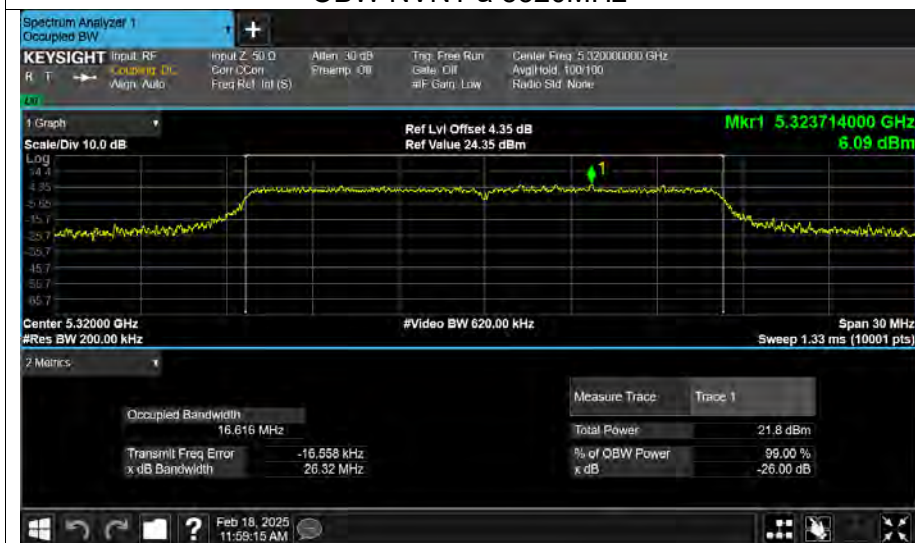 OBW NVNT a 5320MHz
Spectrum Analyzer 1
Occupied BW
+
KEYSIGHT Input: RF Input Z: 50 Ω Atten: 30 dB Trig: Free Run Center Freq: 5.320000000 GHz
R T Coupling: DC Corr CCorr Preamp: Off Gate: Off Avg|Hold: 100/100
Align: Auto Freq Ref: Int (S) #IF Gain: Low Radio Std: None
1 Graph Ref Lvl Offset 4.35 dB Mkr1 5.323714000 GHz
Scale/Div 10.0 dB Ref Value 24.35 dBm 6.09 dBm
Log
14.4
4.35
-5.65
-15.7
-25.7
-35.7
-45.7
-55.7
-65.7
1
Center 5.32000 GHz #Video BW 620.00 kHz Span 30 MHz
#Res BW 200.00 kHz Sweep 1.33 ms (10001 pts)
2 Metrics
Measure Trace Trace 1
Occupied Bandwidth
16.616 MHz Total Power 21.8 dBm
Transmit Freq Error -16.558 kHz % of OBW Power 99.00 %
x dB Bandwidth 26.32 MHz x dB -26.00 dB
? Feb 18, 2025
11:59:15 AM